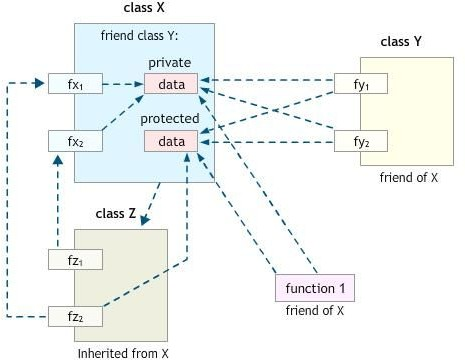 class X
friend class Y:
private
fx1
data
protected
fx2
data
class Y
fy1
fy2
friend of X
class Z
fz1
fz2
Inherited from X
function 1
friend of X